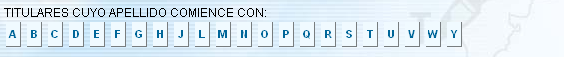 TITULARES CUYO APELLIDO COMIENCE CON:
A B C D E F G H J L M N O P Q R S T U V W Y